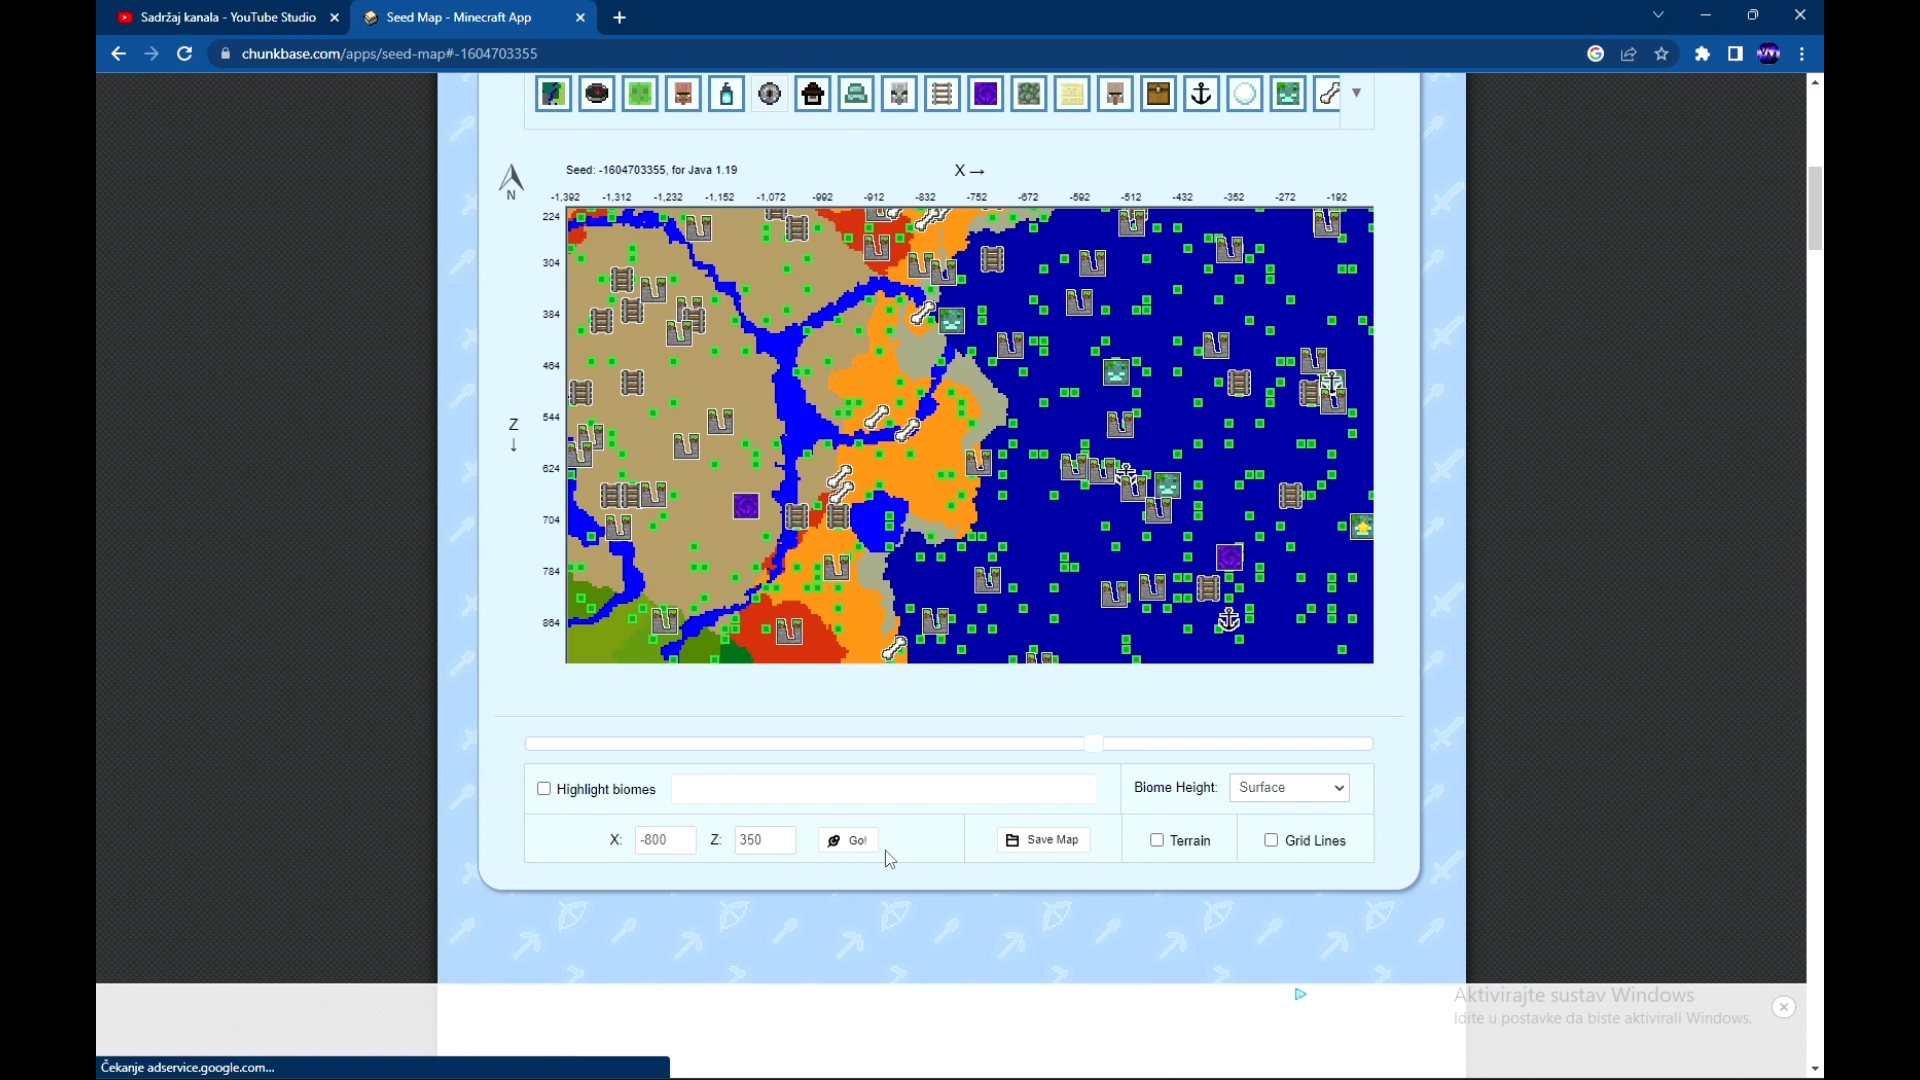 Sadržaj kanala - YouTube Studio
Seed Map - Minecraft App
chunkbase.com/apps/seed-map#-1604703355
Seed: -1604703355, for Java 1.19
X →
N
-1,392 -1,312 -1,232 -1,152 -1,072 -992 -912 -832 -752 -672 -592 -512 -432 -352 -272 -192
224
304
384
464
Z
↓
544
624
704
784
864
Highlight biomes
Biome Height: Surface
X: -800 Z: 350 Go!
Save Map
Terrain
Grid Lines
Aktivirajte sustav Windows
Idite u postavke da biste aktivirali Windows.
Čekanje adservice.google.com...